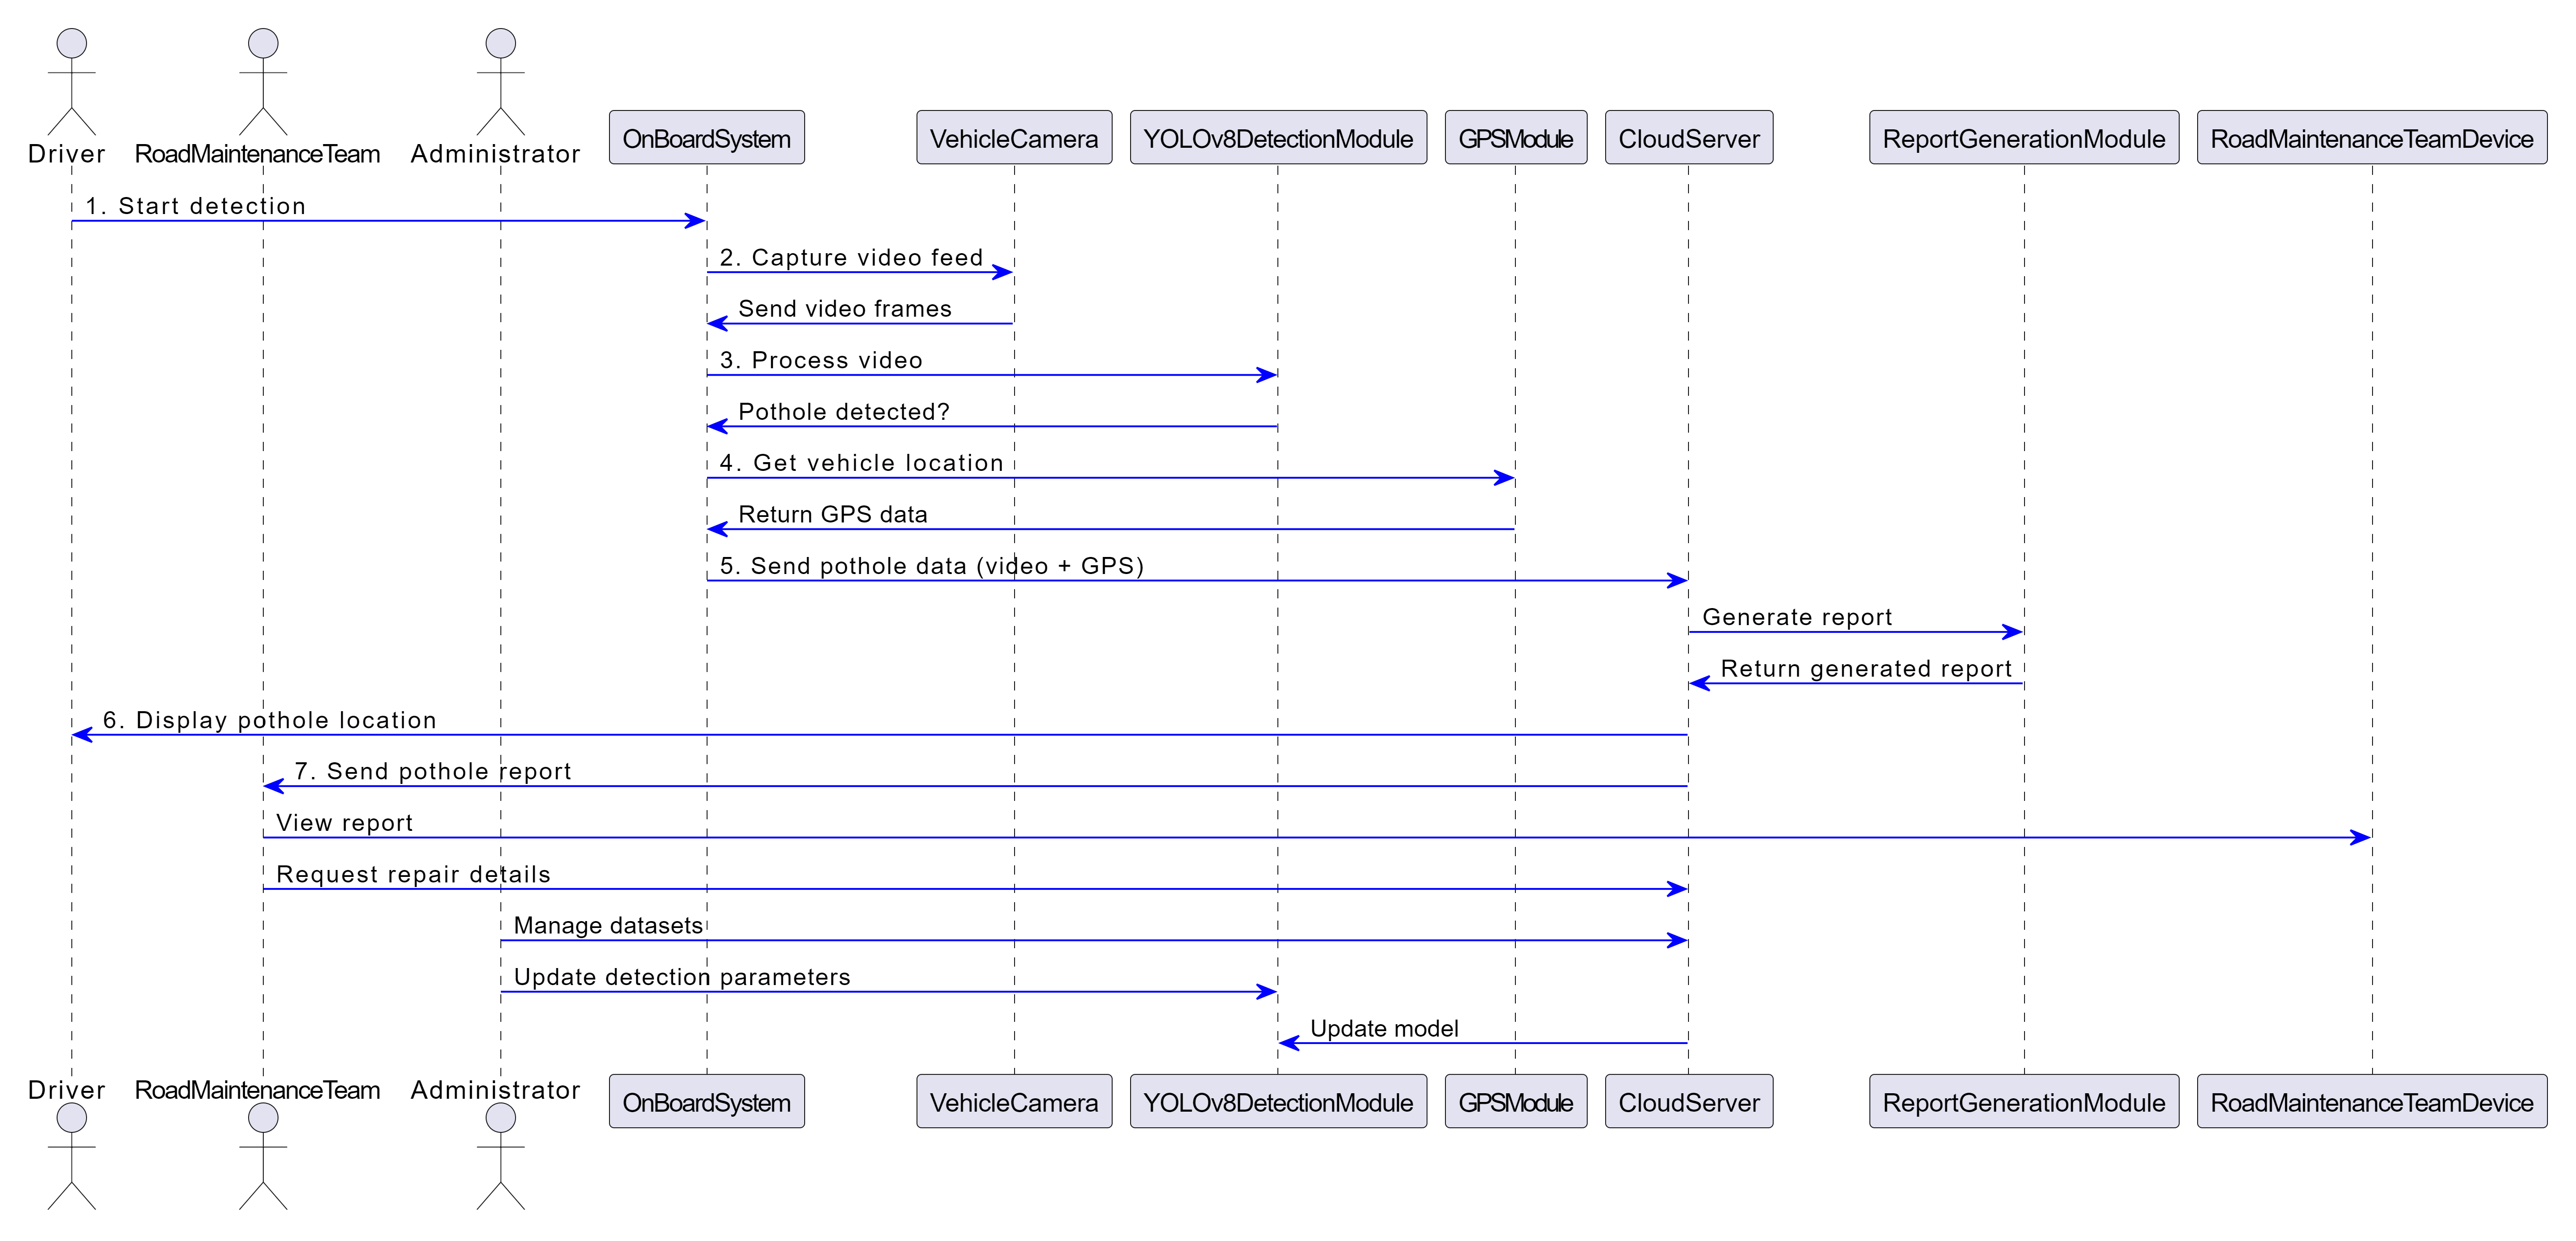 Driver
RoadMaintenanceTeam
Administrator
OnBoardSystem
VehicleCamera
YOLOv8DetectionModule
GPSModule
CloudServer
ReportGenerationModule
RoadMaintenanceTeamDevice
1. Start detection
2. Capture video feed
Send video frames
3. Process video
Pothole detected?
4. Get vehicle location
Return GPS data
5. Send pothole data (video + GPS)
Generate report
Return generated report
6. Display pothole location
7. Send pothole report
View report
Request repair details
Manage datasets
Update detection parameters
Update model
Driver
RoadMaintenanceTeam
Administrator
OnBoardSystem
VehicleCamera
YOLOv8DetectionModule
GPSModule
CloudServer
ReportGenerationModule
RoadMaintenanceTeamDevice